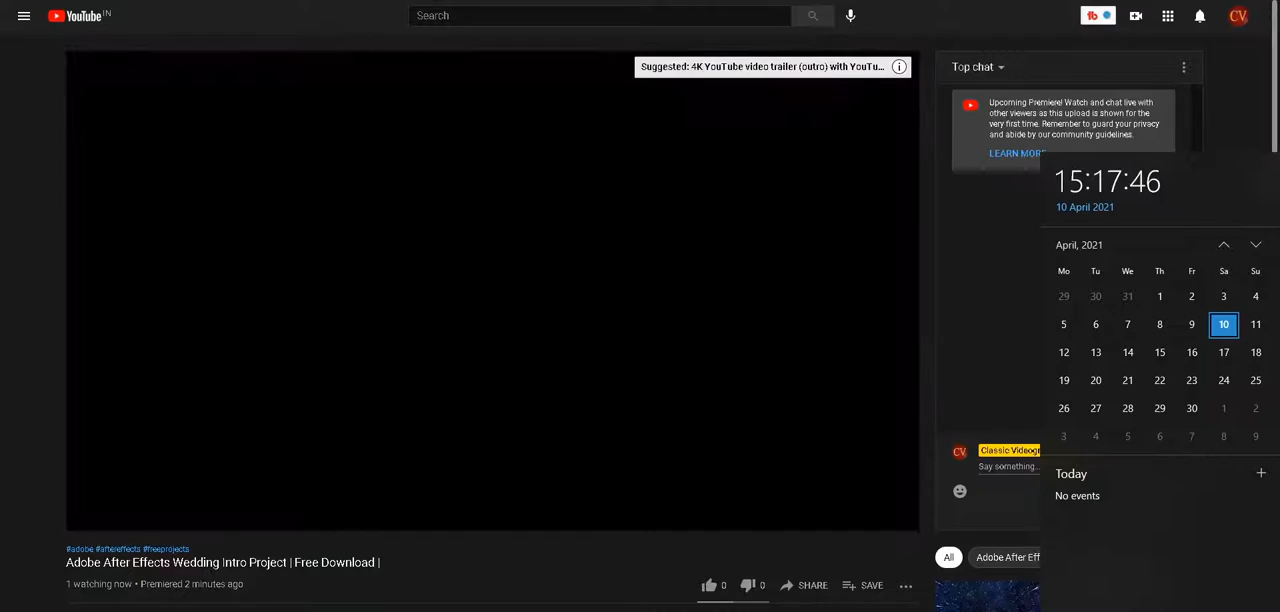 YouTube IN
Search
CV
Suggested: 4K YouTube video trailer (outro) with YouTu...
Top chat
Upcoming Premiere! Watch and chat live with
other viewers as this upload is shown for the
very first time. Remember to guard your privacy
and abide by our community guidelines.
LEARN MORE
15:17:46
10 April 2021
April, 2021
Mo Tu We Th Fr Sa Su
29 30 31 1 2 3 4
5 6 7 8 9 10 11
12 13 14 15 16 17 18
19 20 21 22 23 24 25
26 27 28 29 30 1 2
3 4 5 6 7 8 9
Today
No events
CV Classic Videogr
Say something...
#adobe #aftereffects #freeprojects
Adobe After Effects Wedding Intro Project | Free Download |
1 watching now • Premiered 2 minutes ago
0 0 SHARE SAVE
All Adobe After Eff